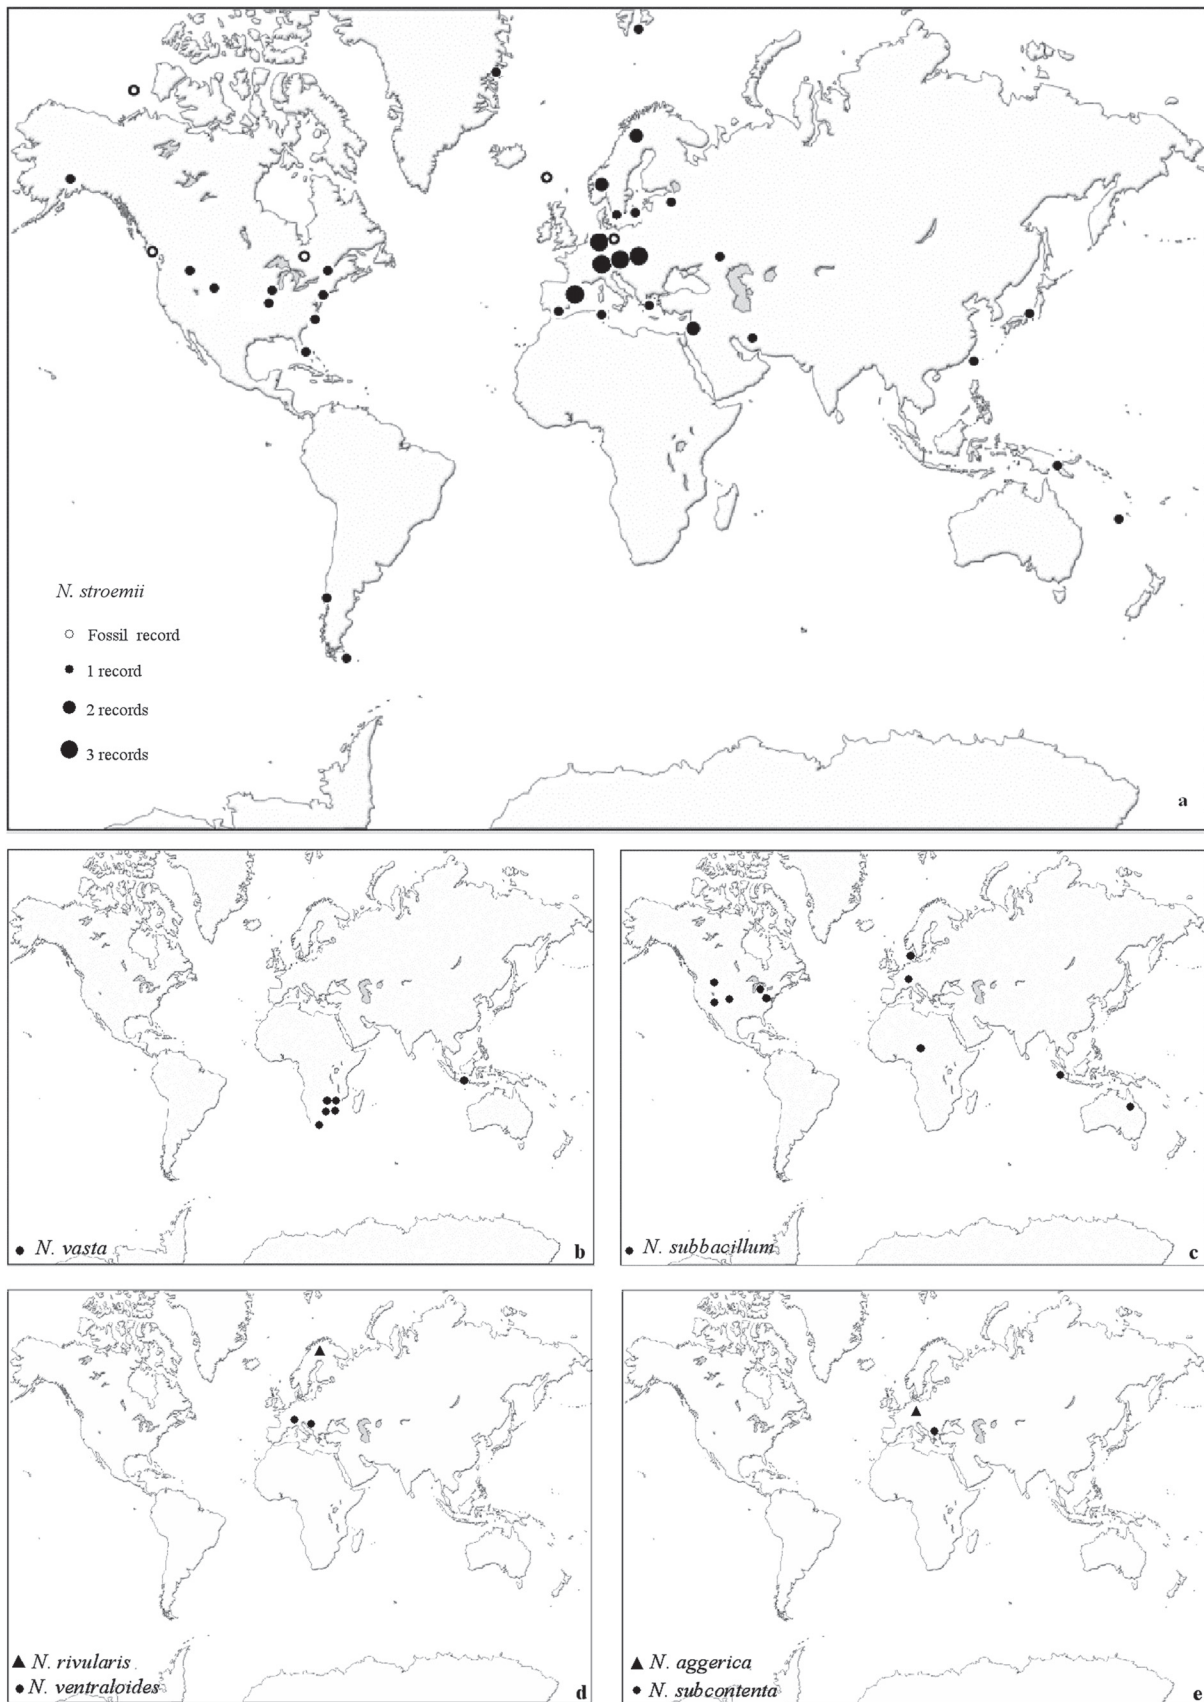 N. stroemii
Fossil record
1 record
2 records
3 records
a
N. vasta
b
N. subbacillum
c
N. rivularis
N. ventraloides
d
N. aggerica
N. subcontenta
e